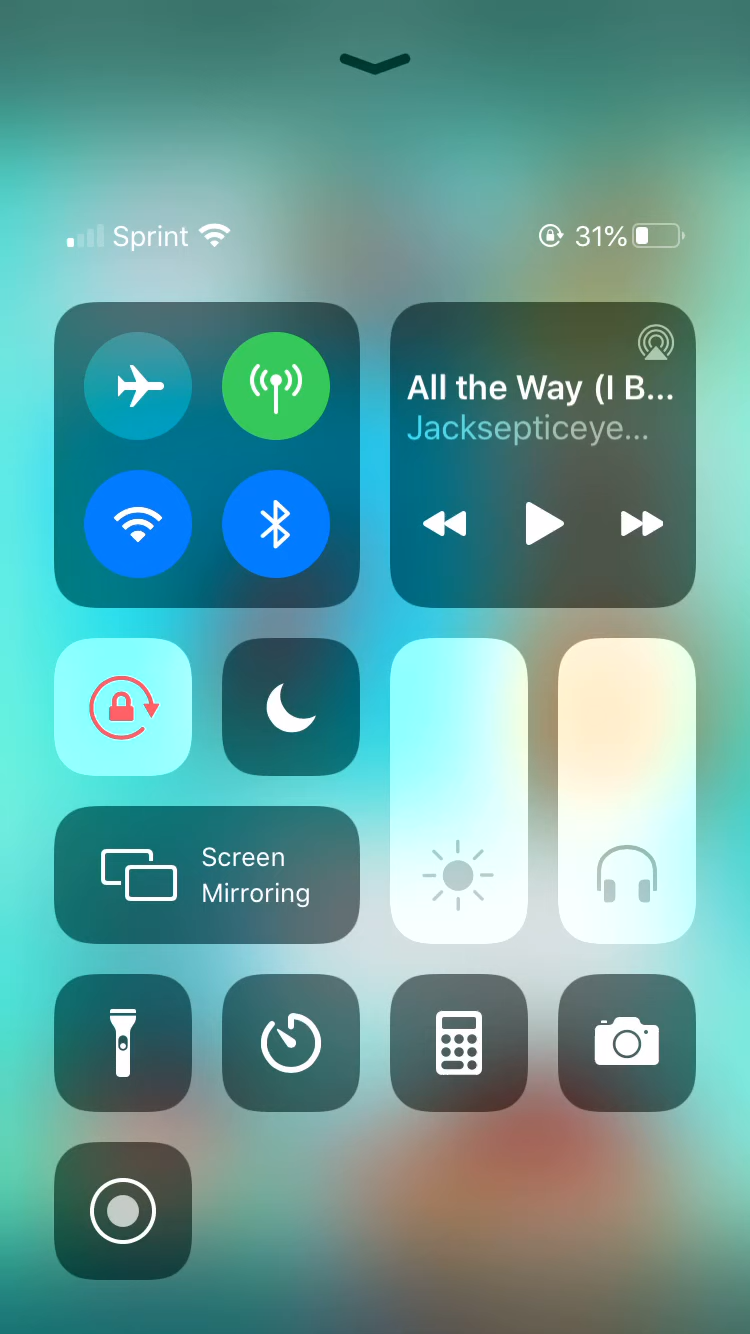 Sprint 31%
All the Way (I B...
Jacksepticeye...
Screen
Mirroring